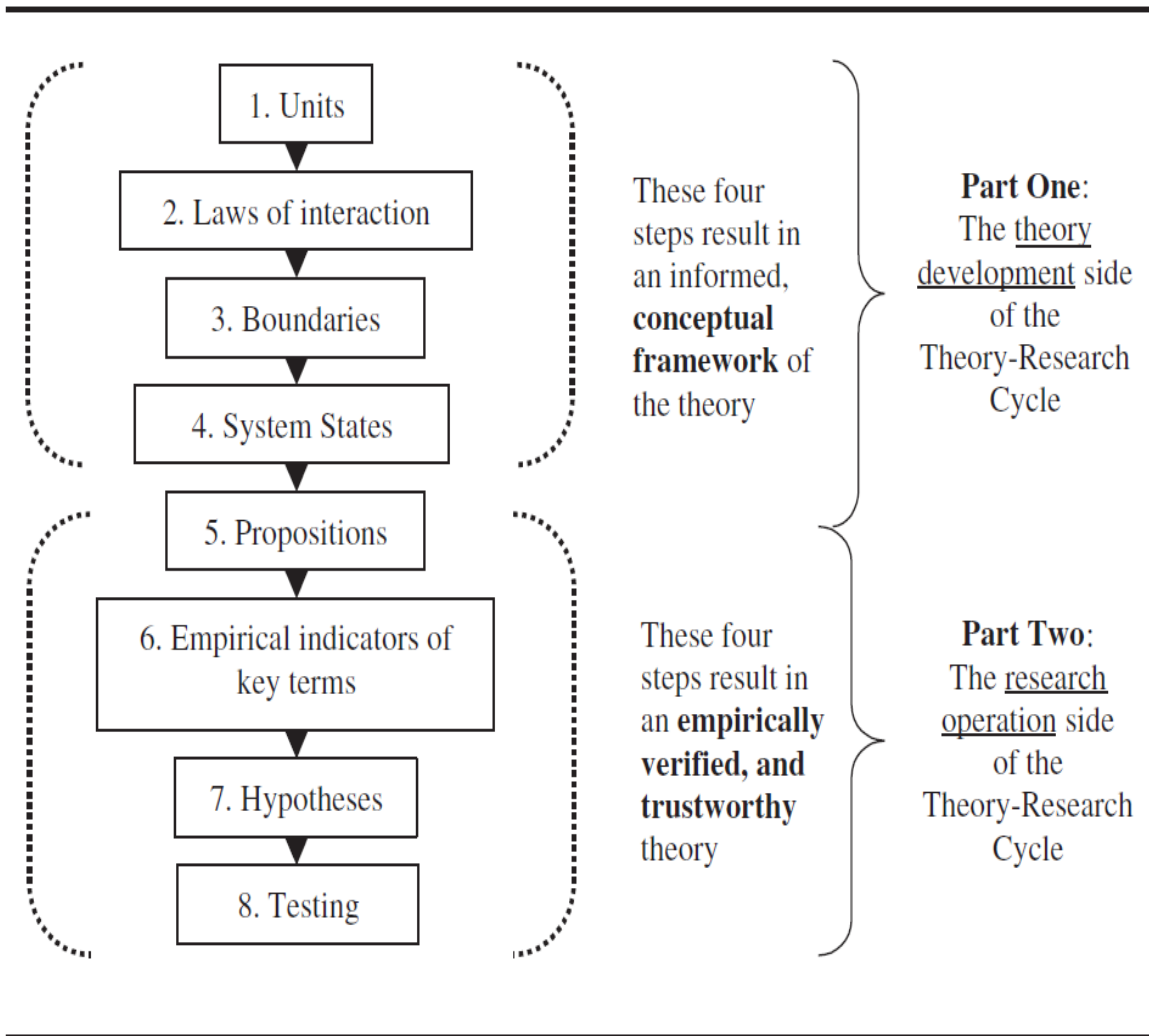 1. Units
2. Laws of interaction
3. Boundaries
4. System States
5. Propositions
6. Empirical indicators of
key terms
7. Hypotheses
8. Testing
These four
steps result in
an informed,
conceptual
framework of
the theory
Part One:
The theory
development side
of the
Theory-Research
Cycle
These four
steps result in
an empirically
verified, and
trustworthy
theory
Part Two:
The research
operation side
of the
Theory-Research
Cycle